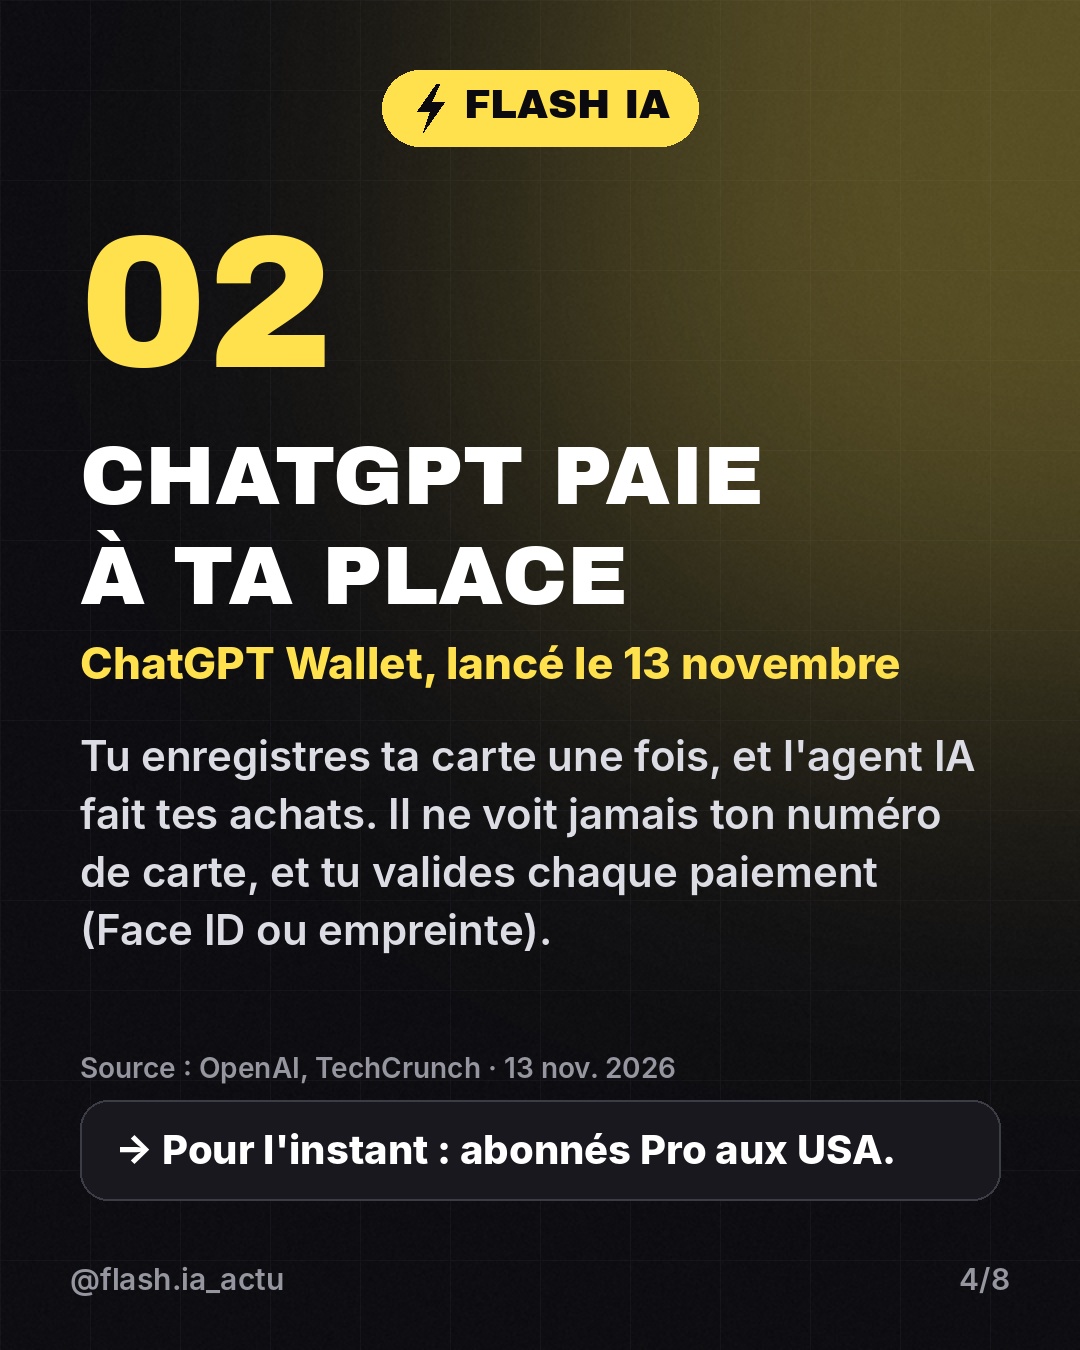 FLASH IA
02
CHATGPT PAIE
À TA PLACE
ChatGPT Wallet, lancé le 13 novembre
Tu enregistres ta carte une fois, et l'agent IA
fait tes achats. Il ne voit jamais ton numéro
de carte, et tu valides chaque paiement
(Face ID ou empreinte).
Source : OpenAI, TechCrunch · 13 nov. 2026
→ Pour l'instant : abonnés Pro aux USA.
@flash.ia_actu
4/8